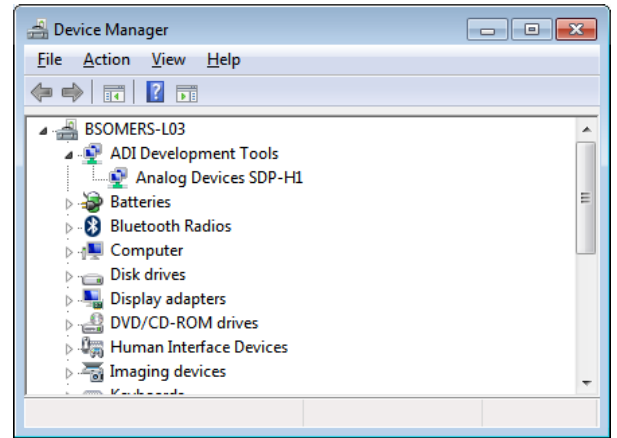 Device Manager
File Action View Help
BSOMERS-L03
ADI Development Tools
Analog Devices SDP-H1
Batteries
Bluetooth Radios
Computer
Disk drives
Display adapters
DVD/CD-ROM drives
Human Interface Devices
Imaging devices